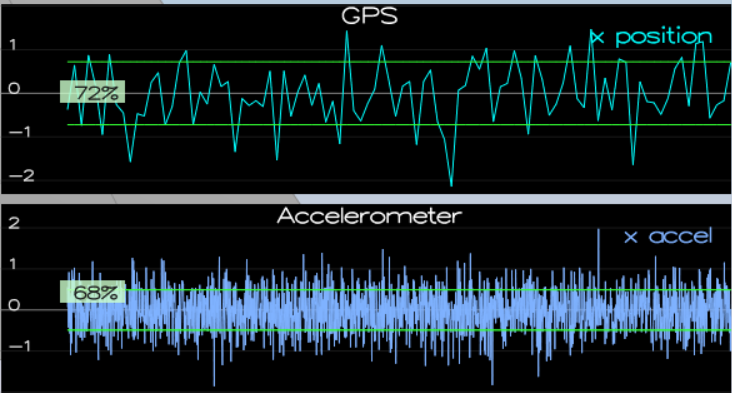 GPS
x position
1
0
72%
−1
−2
Accelerometer
2
x accel
1
68%
0
−1